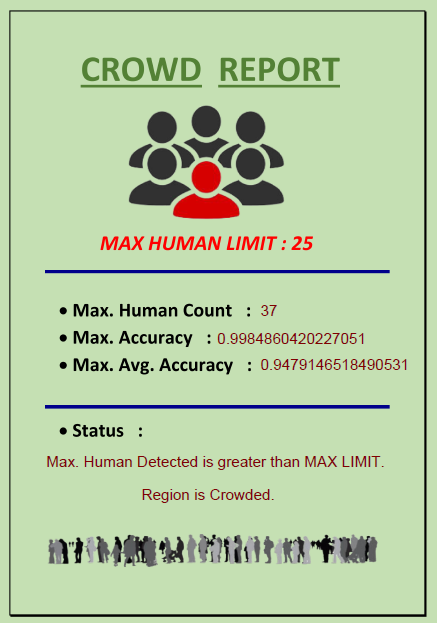 CROWD REPORT
MAX HUMAN LIMIT : 25
• Max. Human Count : 37
• Max. Accuracy : 0.9984860420227051
• Max. Avg. Accuracy : 0.9479146518490531
• Status :
Max. Human Detected is greater than MAX LIMIT.
Region is Crowded.